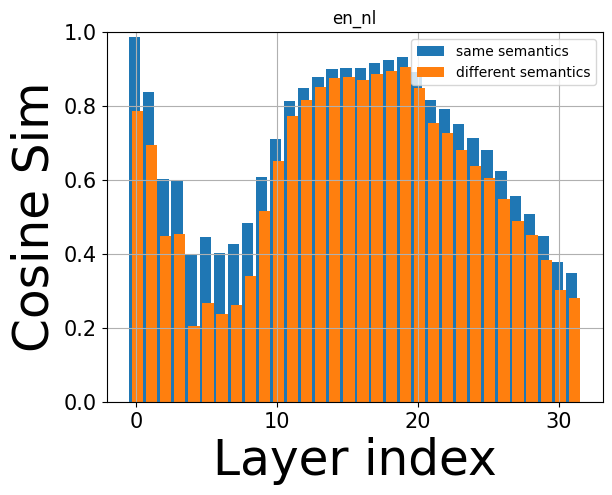 en_nl
same semantics
different semantics
Cosine Sim
1.0
0.8
0.6
0.4
0.2
0.0
0 10 20 30
Layer index